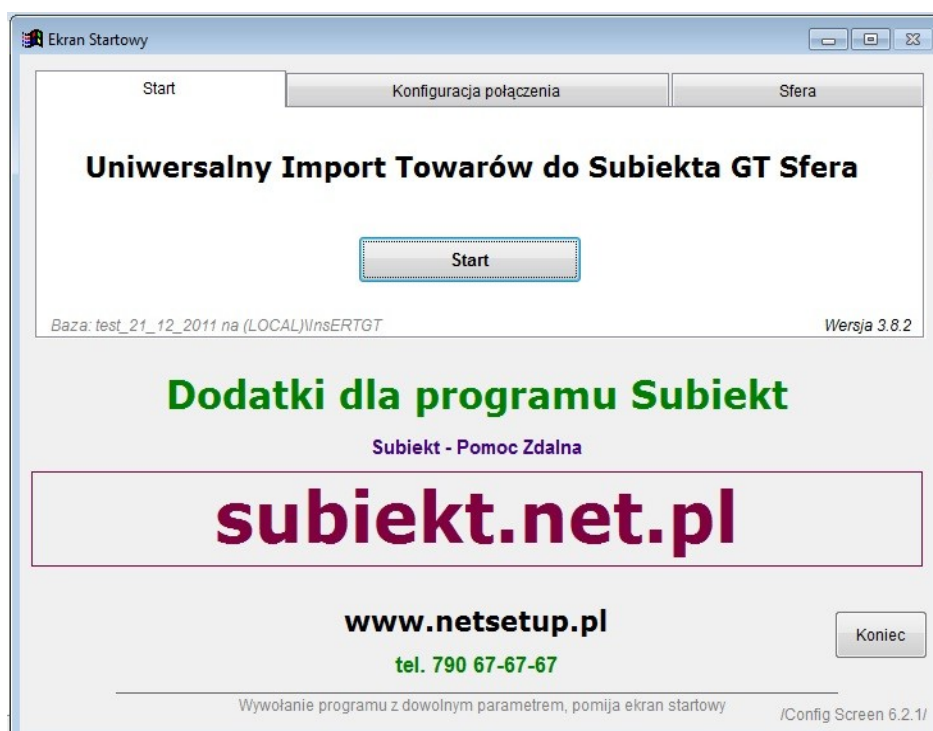 Ekran Startowy
Start
Konfiguracja połączenia
Sfera
Uniwersalny Import Towarów do Subiekta GT Sfera
Start
Baza: test_21_12_2011 na (LOCAL)\InsERTGT
Wersja 3.8.2
Dodatki dla programu Subiekt
Subiekt - Pomoc Zdalna
subiekt.net.pl
www.netsetup.pl
Koniec
tel. 790 67-67-67
Wywołanie programu z dowolnym parametrem, pomija ekran startowy
/Config Screen 6.2.1/